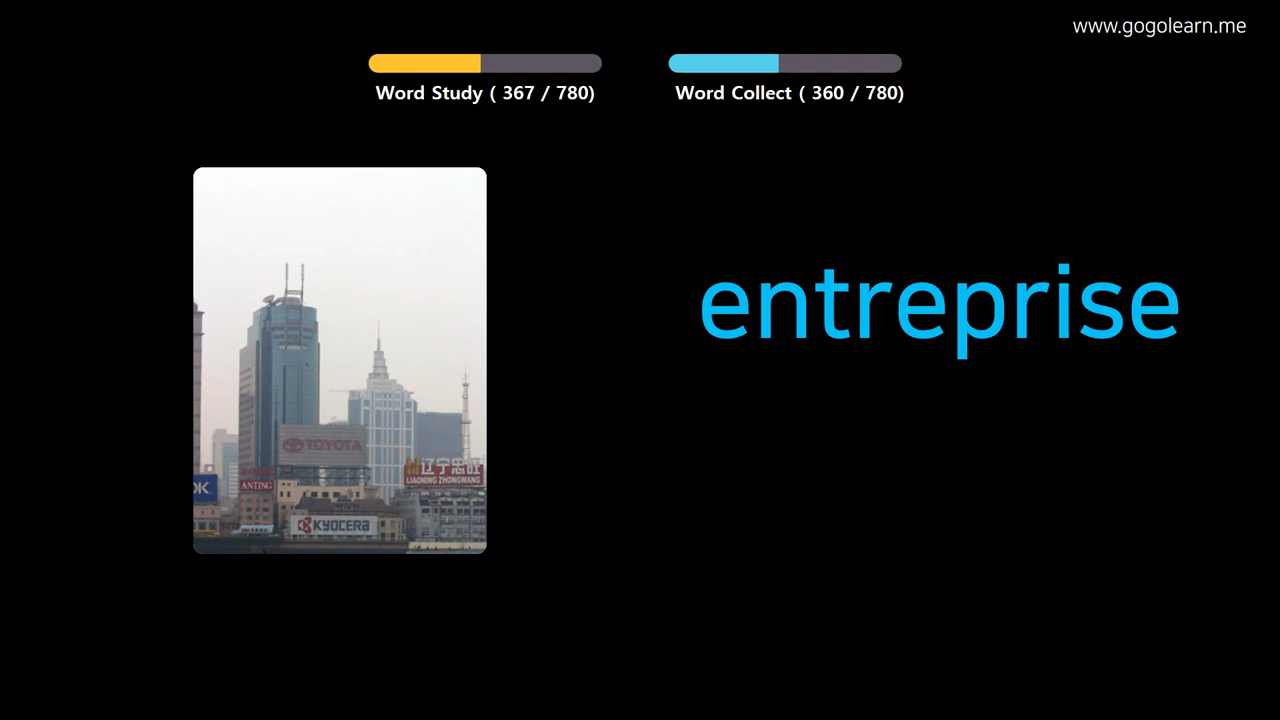 www.gogolearn.me
Word Study ( 367 / 780)
Word Collect ( 360 / 780)
entreprise
TOYOTA
辽宁忠旺
LIAONING ZHONGWANG
OK
ANTING
KYOCERA